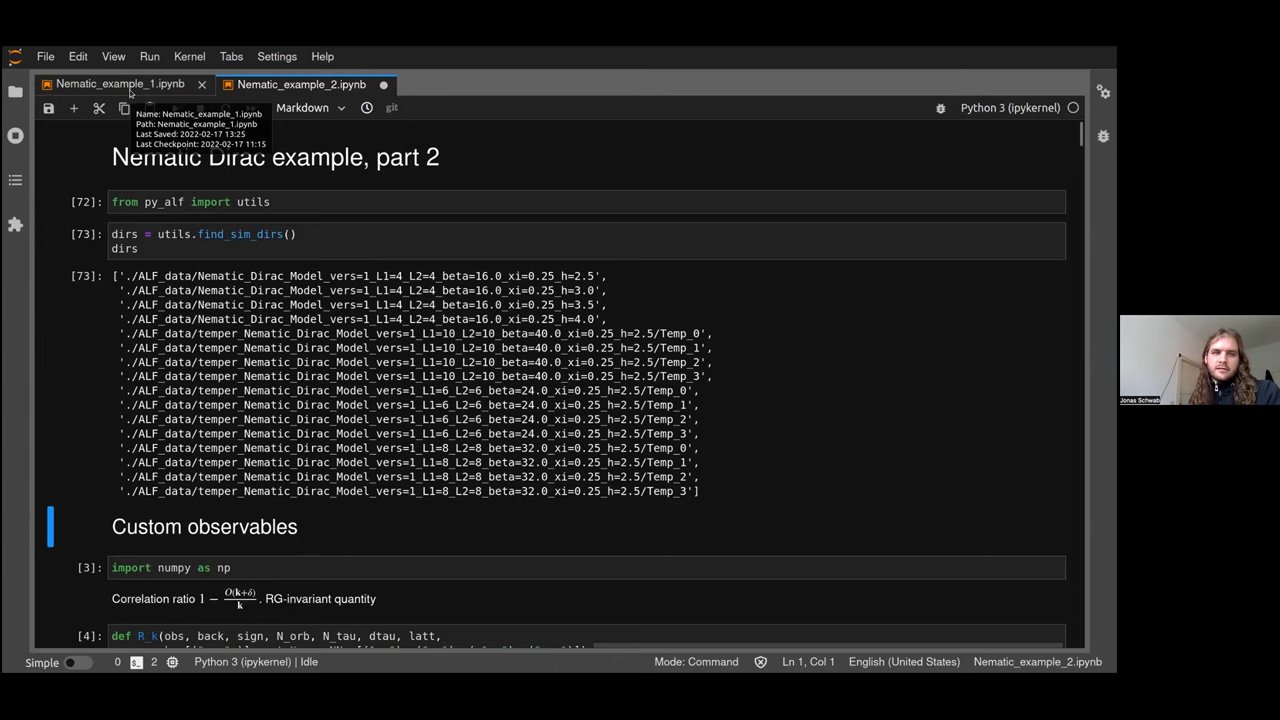 File Edit View Run Kernel Tabs Settings Help
Nematic_example_1.ipynb Nematic_example_2.ipynb
Markdown git Python 3 (ipykernel)
Name: Nematic_example_1.ipynb
Path: Nematic_example_1.ipynb
Last Saved: 2022-02-17 13:25
Last Checkpoint: 2022-02-17 11:15
Nematic Dirac example, part 2
[72]: from py_alf import utils
[73]: dirs = utils.find_sim_dirs()
dirs
[73]: ['./ALF_data/Nematic_Dirac_Model_vers=1_L1=4_L2=4_beta=16.0_xi=0.25_h=2.5',
'./ALF_data/Nematic_Dirac_Model_vers=1_L1=4_L2=4_beta=16.0_xi=0.25_h=3.0',
'./ALF_data/Nematic_Dirac_Model_vers=1_L1=4_L2=4_beta=16.0_xi=0.25_h=3.5',
'./ALF_data/Nematic_Dirac_Model_vers=1_L1=4_L2=4_beta=16.0_xi=0.25_h=4.0',
'./ALF_data/temper_Nematic_Dirac_Model_vers=1_L1=10_L2=10_beta=40.0_xi=0.25_h=2.5/Temp_0',
'./ALF_data/temper_Nematic_Dirac_Model_vers=1_L1=10_L2=10_beta=40.0_xi=0.25_h=2.5/Temp_1',
'./ALF_data/temper_Nematic_Dirac_Model_vers=1_L1=10_L2=10_beta=40.0_xi=0.25_h=2.5/Temp_2',
'./ALF_data/temper_Nematic_Dirac_Model_vers=1_L1=10_L2=10_beta=40.0_xi=0.25_h=2.5/Temp_3',
'./ALF_data/temper_Nematic_Dirac_Model_vers=1_L1=6_L2=6_beta=24.0_xi=0.25_h=2.5/Temp_0',
'./ALF_data/temper_Nematic_Dirac_Model_vers=1_L1=6_L2=6_beta=24.0_xi=0.25_h=2.5/Temp_1',
'./ALF_data/temper_Nematic_Dirac_Model_vers=1_L1=6_L2=6_beta=24.0_xi=0.25_h=2.5/Temp_2',
'./ALF_data/temper_Nematic_Dirac_Model_vers=1_L1=6_L2=6_beta=24.0_xi=0.25_h=2.5/Temp_3',
'./ALF_data/temper_Nematic_Dirac_Model_vers=1_L1=8_L2=8_beta=32.0_xi=0.25_h=2.5/Temp_0',
'./ALF_data/temper_Nematic_Dirac_Model_vers=1_L1=8_L2=8_beta=32.0_xi=0.25_h=2.5/Temp_1',
'./ALF_data/temper_Nematic_Dirac_Model_vers=1_L1=8_L2=8_beta=32.0_xi=0.25_h=2.5/Temp_2',
'./ALF_data/temper_Nematic_Dirac_Model_vers=1_L1=8_L2=8_beta=32.0_xi=0.25_h=2.5/Temp_3']
Jonas Schwab
Custom observables
[3]: import numpy as np
Correlation ratio 1 − O(k+δ)/k. RG-invariant quantity
[4]: def R_k(obs, back, sign, N_orb, N_tau, dtau, latt,
Simple 0 2 Python 3 (ipykernel) | Idle Mode: Command Ln 1, Col 1 English (United States) Nematic_example_2.ipynb